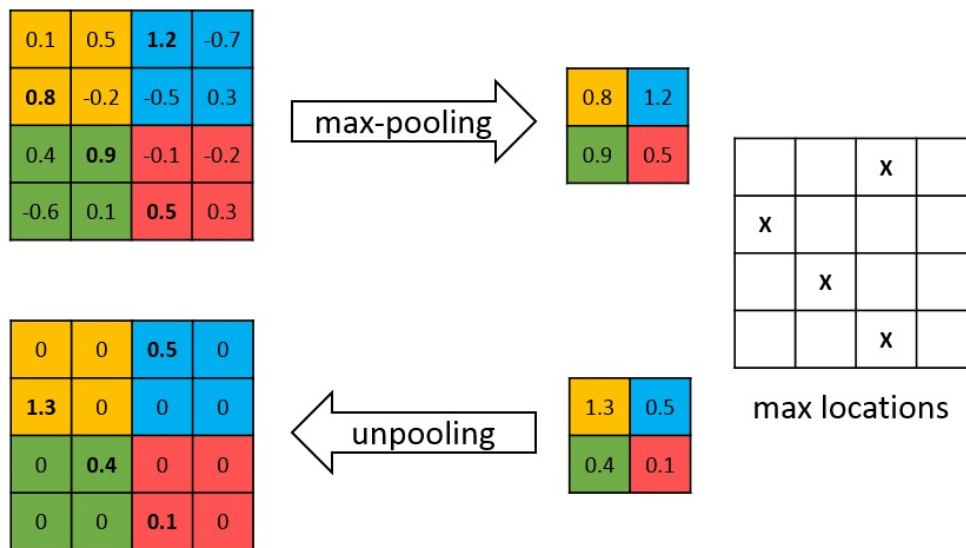 0.1 0.5 1.2 -0.7
0.8 -0.2 -0.5 0.3
0.4 0.9 -0.1 -0.2
-0.6 0.1 0.5 0.3
max-pooling
0.8 1.2
0.9 0.5
X
X
X
X
max locations
0 0 0.5 0
1.3 0 0 0
0 0.4 0 0
0 0 0.1 0
unpooling
1.3 0.5
0.4 0.1